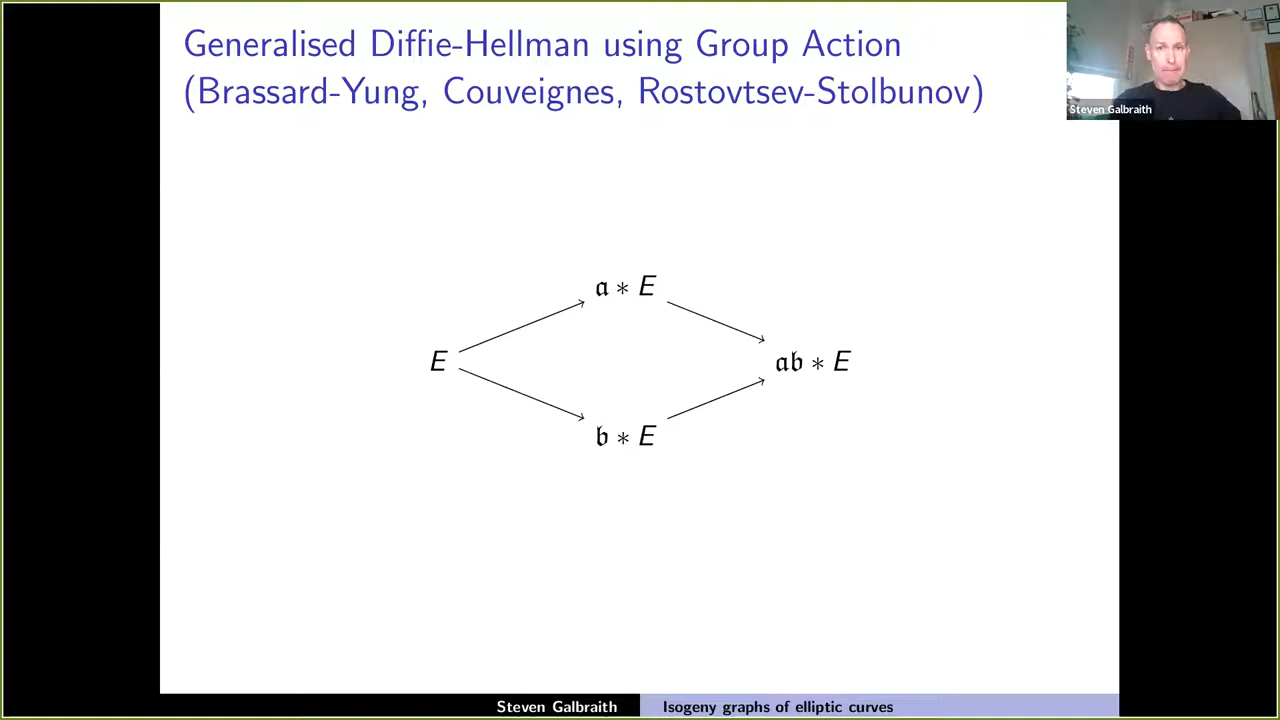 Generalised Diffie-Hellman using Group Action
(Brassard-Yung, Couveignes, Rostovtsev-Stolbunov)
Steven Galbraith
𝔞 ∗ E
E
𝔞𝔟 ∗ E
𝔟 ∗ E
Steven Galbraith
Isogeny graphs of elliptic curves